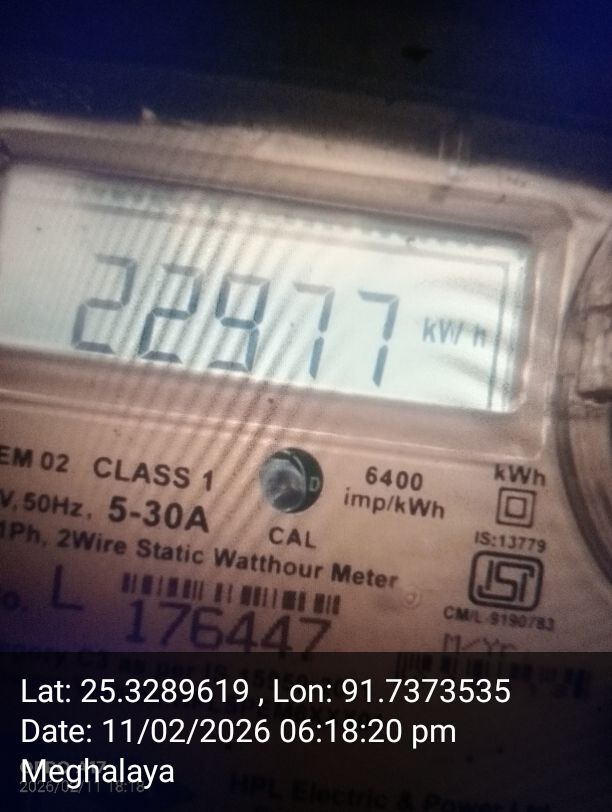 22977 kWh
EM 02 CLASS 1
6400 imp/kWh
kWh
V, 50Hz, 5-30A
CAL
IS:13779
1Ph, 2Wire Static Watthour Meter
ISI
CM/L-9190783
No. L 176447
Lat: 25.3289619 , Lon: 91.7373535
Date: 11/02/2026 06:18:20 pm
Meghalaya
2026/02/11 18:18
HPL Electric & Power